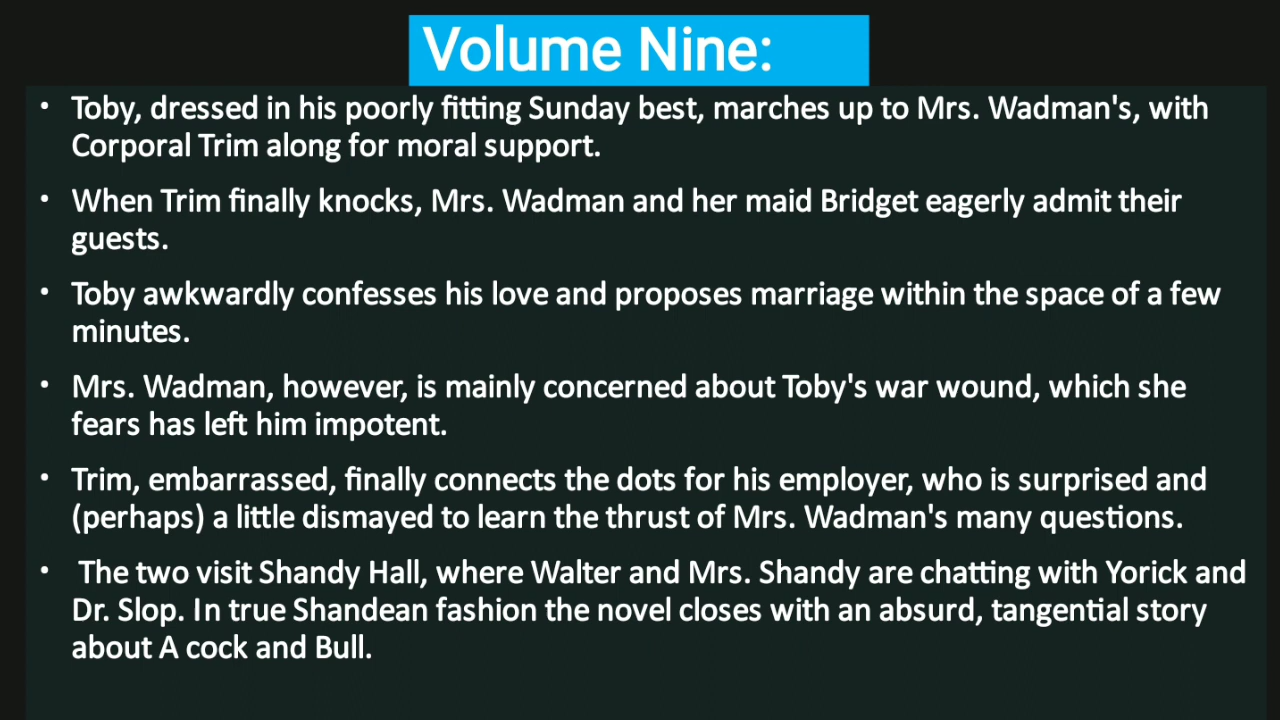 Volume Nine:
• Toby, dressed in his poorly fitting Sunday best, marches up to Mrs. Wadman's, with
Corporal Trim along for moral support.
• When Trim finally knocks, Mrs. Wadman and her maid Bridget eagerly admit their
guests.
• Toby awkwardly confesses his love and proposes marriage within the space of a few
minutes.
• Mrs. Wadman, however, is mainly concerned about Toby's war wound, which she
fears has left him impotent.
• Trim, embarrassed, finally connects the dots for his employer, who is surprised and
(perhaps) a little dismayed to learn the thrust of Mrs. Wadman's many questions.
• The two visit Shandy Hall, where Walter and Mrs. Shandy are chatting with Yorick and
Dr. Slop. In true Shandean fashion the novel closes with an absurd, tangential story
about A cock and Bull.